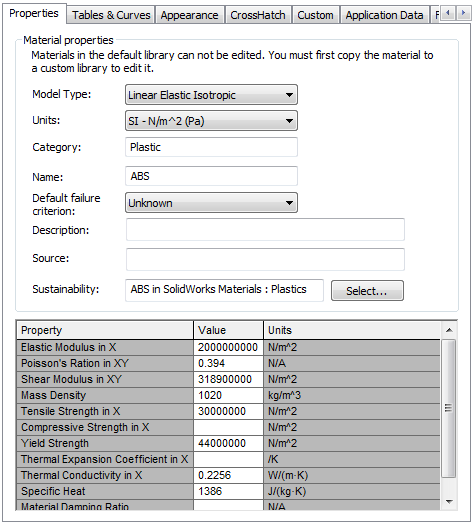 Properties Tables & Curves Appearance CrossHatch Custom Application Data
Material properties
Materials in the default library can not be edited. You must first copy the material to
a custom library to edit it.
Model Type: Linear Elastic Isotropic
Units: SI - N/m^2 (Pa)
Category: Plastic
Name: ABS
Default failure
criterion: Unknown
Description:
Source:
Sustainability: ABS in SolidWorks Materials : Plastics Select...
Property Value Units
Elastic Modulus in X 2000000000 N/m^2
Poisson's Ration in XY 0.394 N/A
Shear Modulus in XY 318900000 N/m^2
Mass Density 1020 kg/m^3
Tensile Strength in X 30000000 N/m^2
Compressive Strength in X N/m^2
Yield Strength 44000000 N/m^2
Thermal Expansion Coefficient in X /K
Thermal Conductivity in X 0.2256 W/(m·K)
Specific Heat 1386 J/(kg·K)
Material Damping Ratio N/A